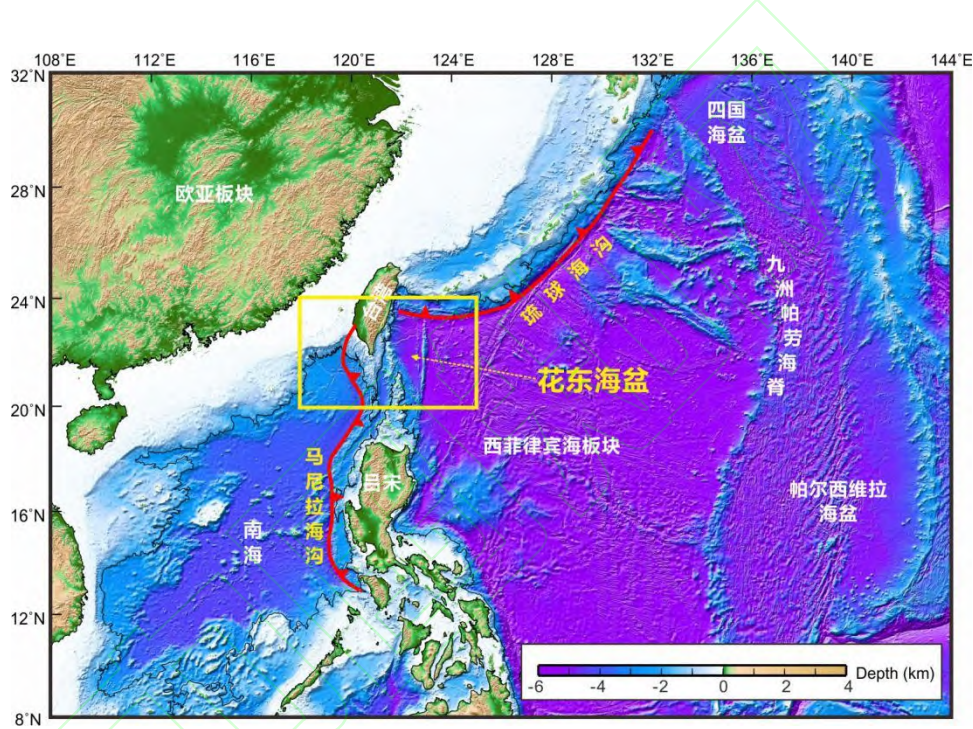 108°E 112°E 116°E 120°E 124°E 128°E 132°E 136°E 140°E 144°E
32°N
四国
海盆
28°N
欧亚板块
九洲帕劳海脊
琉球海沟
24°N
台湾
花东海盆
20°N
西菲律宾海板块
马尼拉海沟
吕宋
帕尔西维拉
海盆
16°N
南海
12°N
Depth (km)
-6 -4 -2 0 2 4
8°N